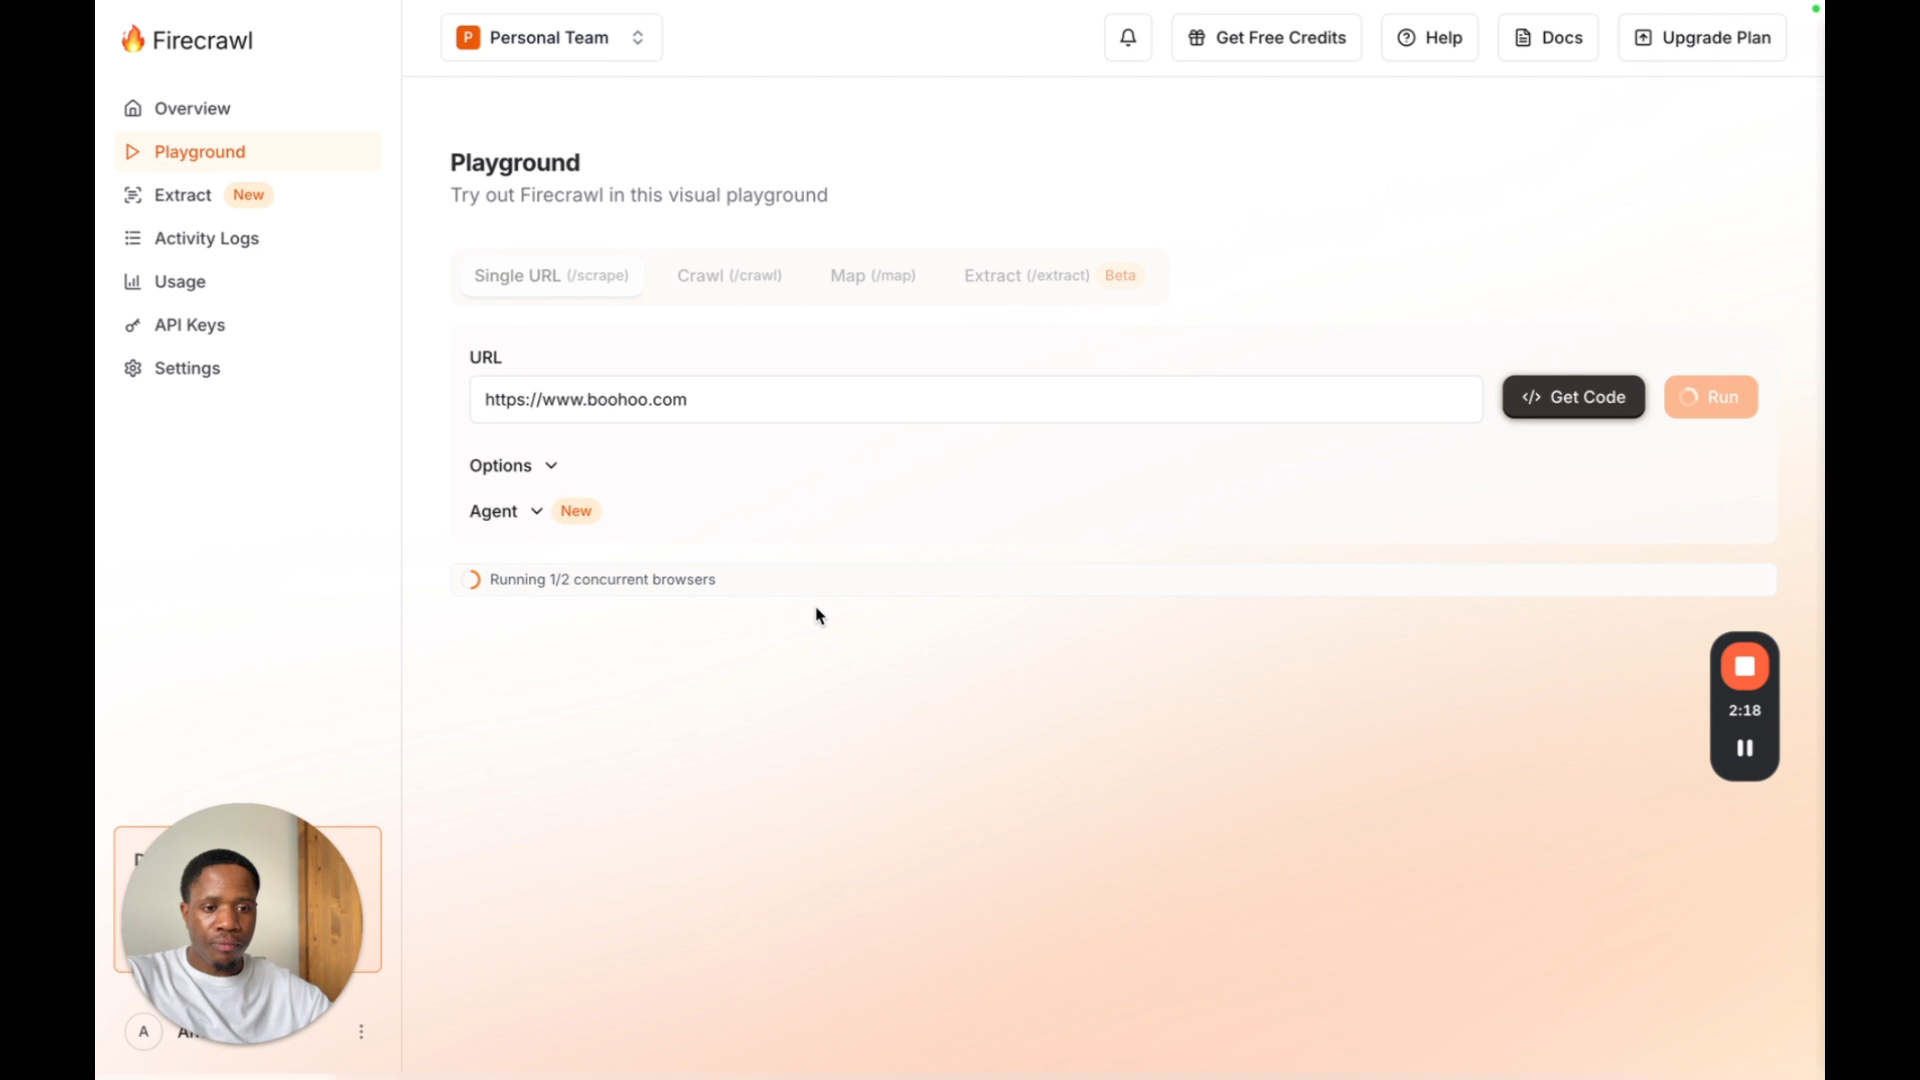 Firecrawl
P Personal Team
Get Free Credits
Help
Docs
Upgrade Plan
Overview
Playground
Extract New
Activity Logs
Usage
API Keys
Settings
Playground
Try out Firecrawl in this visual playground
Single URL (/scrape)
Crawl (/crawl)
Map (/map)
Extract (/extract) Beta
URL
https://www.boohoo.com
</> Get Code
Run
Options
Agent New
Running 1/2 concurrent browsers
2:18
A